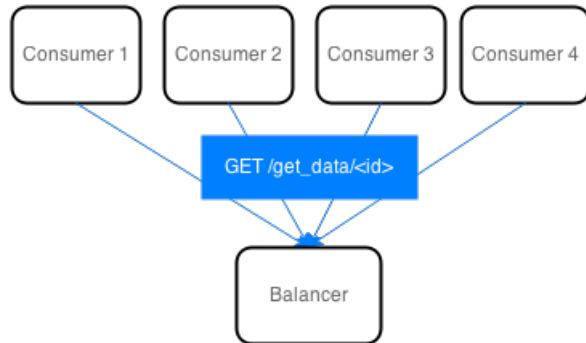 Consumer 1
Consumer 2
Consumer 3
Consumer 4
GET /get_data/<id>
Balancer